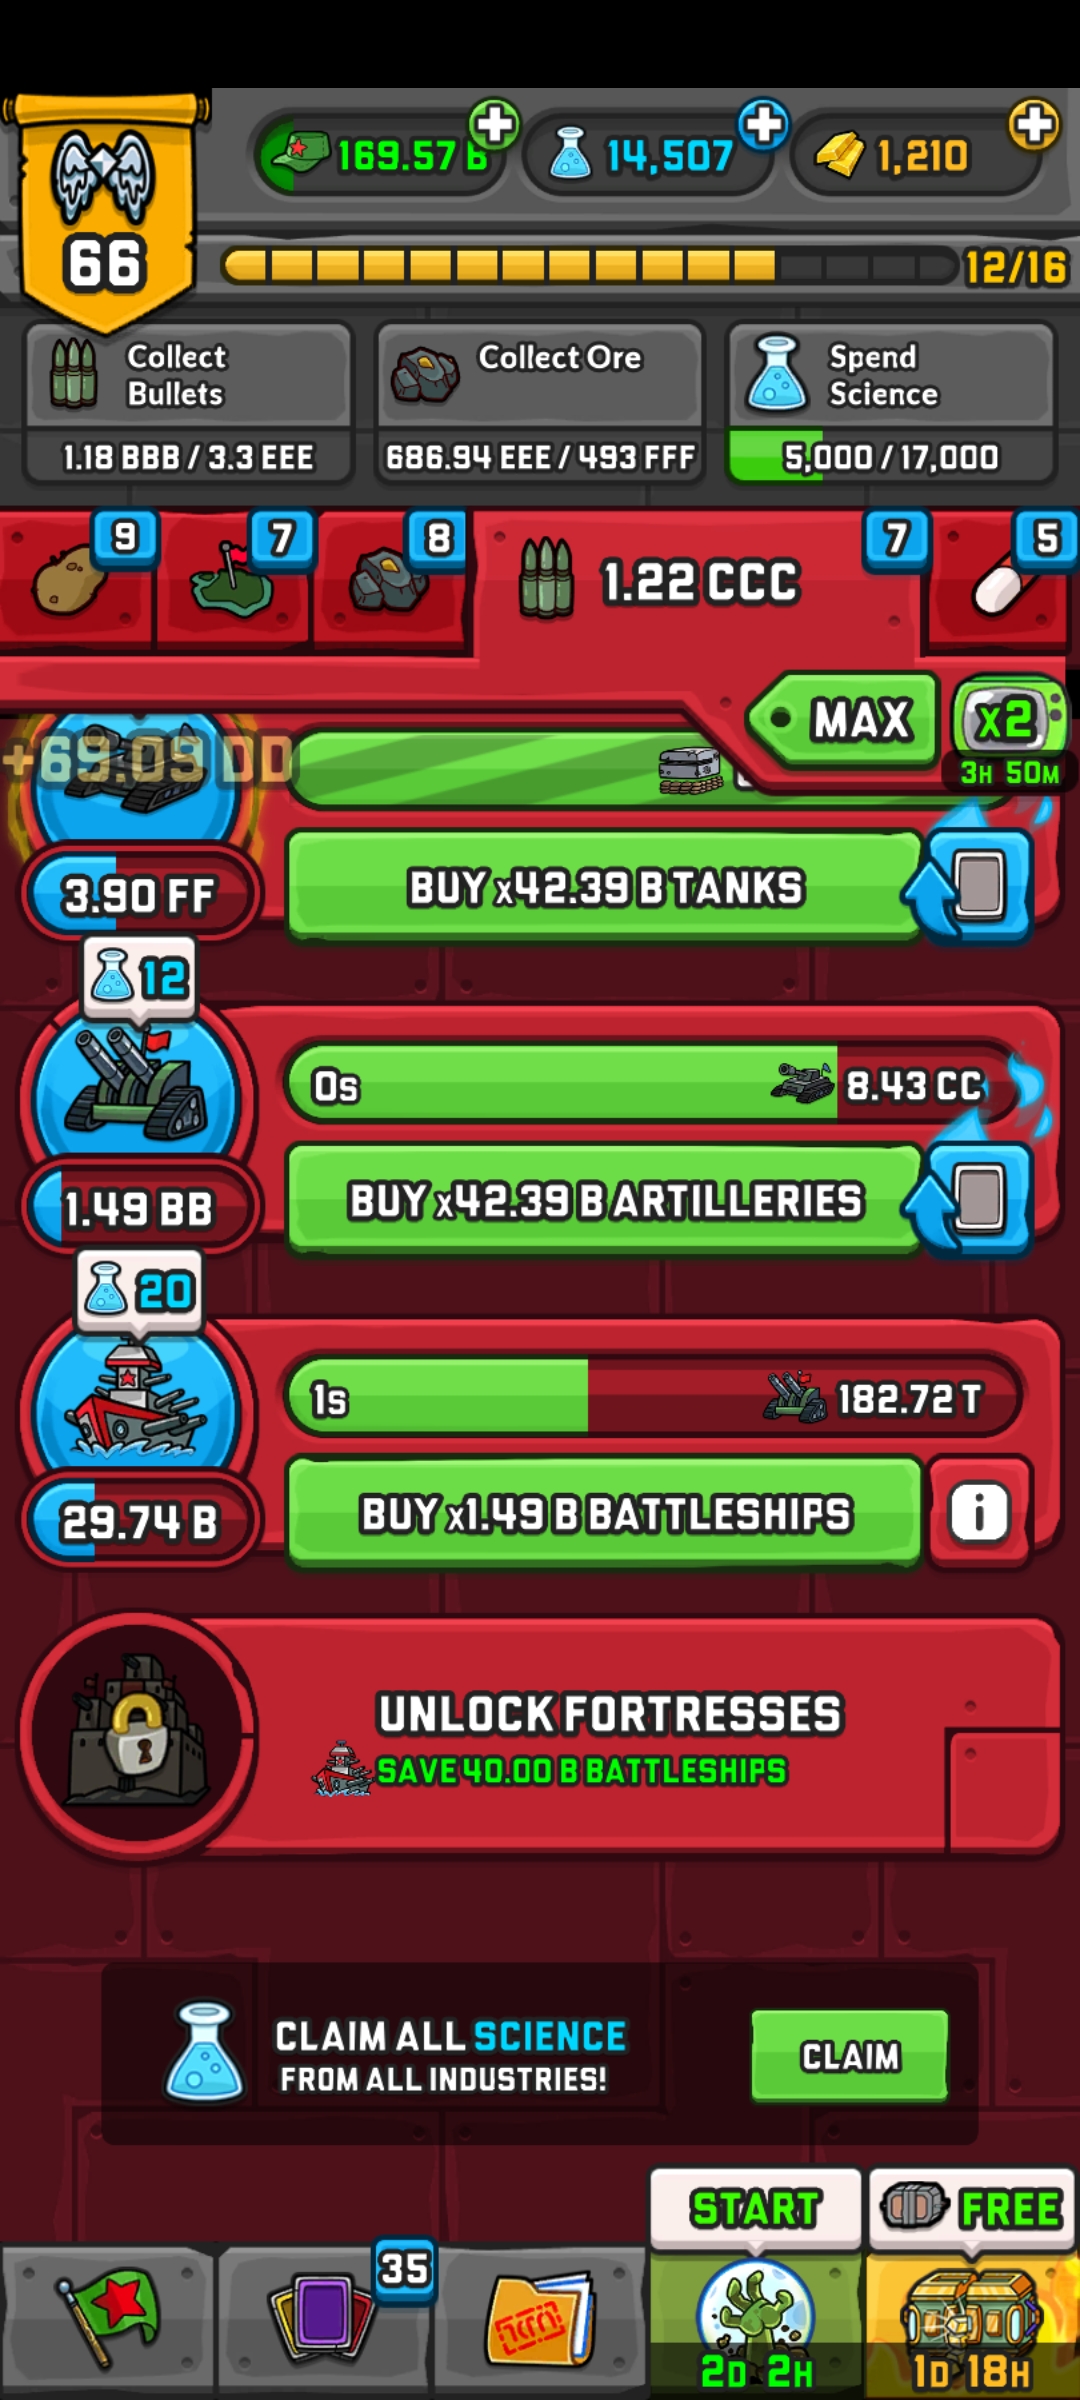 169.57 B
14,507
1,210
66
12/16
Collect
Bullets
1.18 BBB / 3.3 EEE
Collect Ore
686.94 EEE / 493 FFF
Spend
Science
5,000 / 17,000
9
7
8
1.22 CCC
7
5
MAX
x2
3H 50M
+69.09 DD
3.90 FF
BUY x42.39 B TANKS
12
0s
8.43 CC
1.49 BB
BUY x42.39 B ARTILLERIES
20
1s
182.72 T
29.74 B
BUY x1.49 B BATTLESHIPS
i
UNLOCK FORTRESSES
SAVE 40.00 B BATTLESHIPS
CLAIM ALL SCIENCE
FROM ALL INDUSTRIES!
CLAIM
START
FREE
35
2D 2H
1D 18H